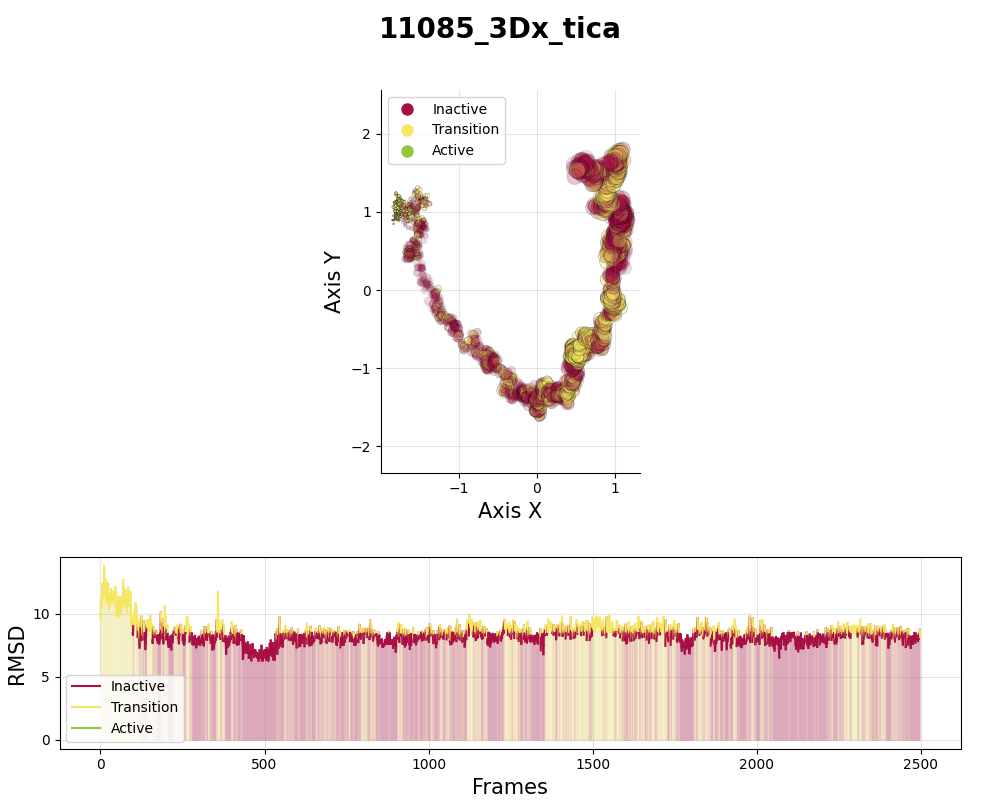 11085_3Dx_tica
Inactive
Transition
Active
2
1
0
−1
−2
Axis Y
−1
0
1
Axis X
10
5
0
RMSD
Inactive
Transition
Active
0
500
1000
1500
2000
2500
Frames